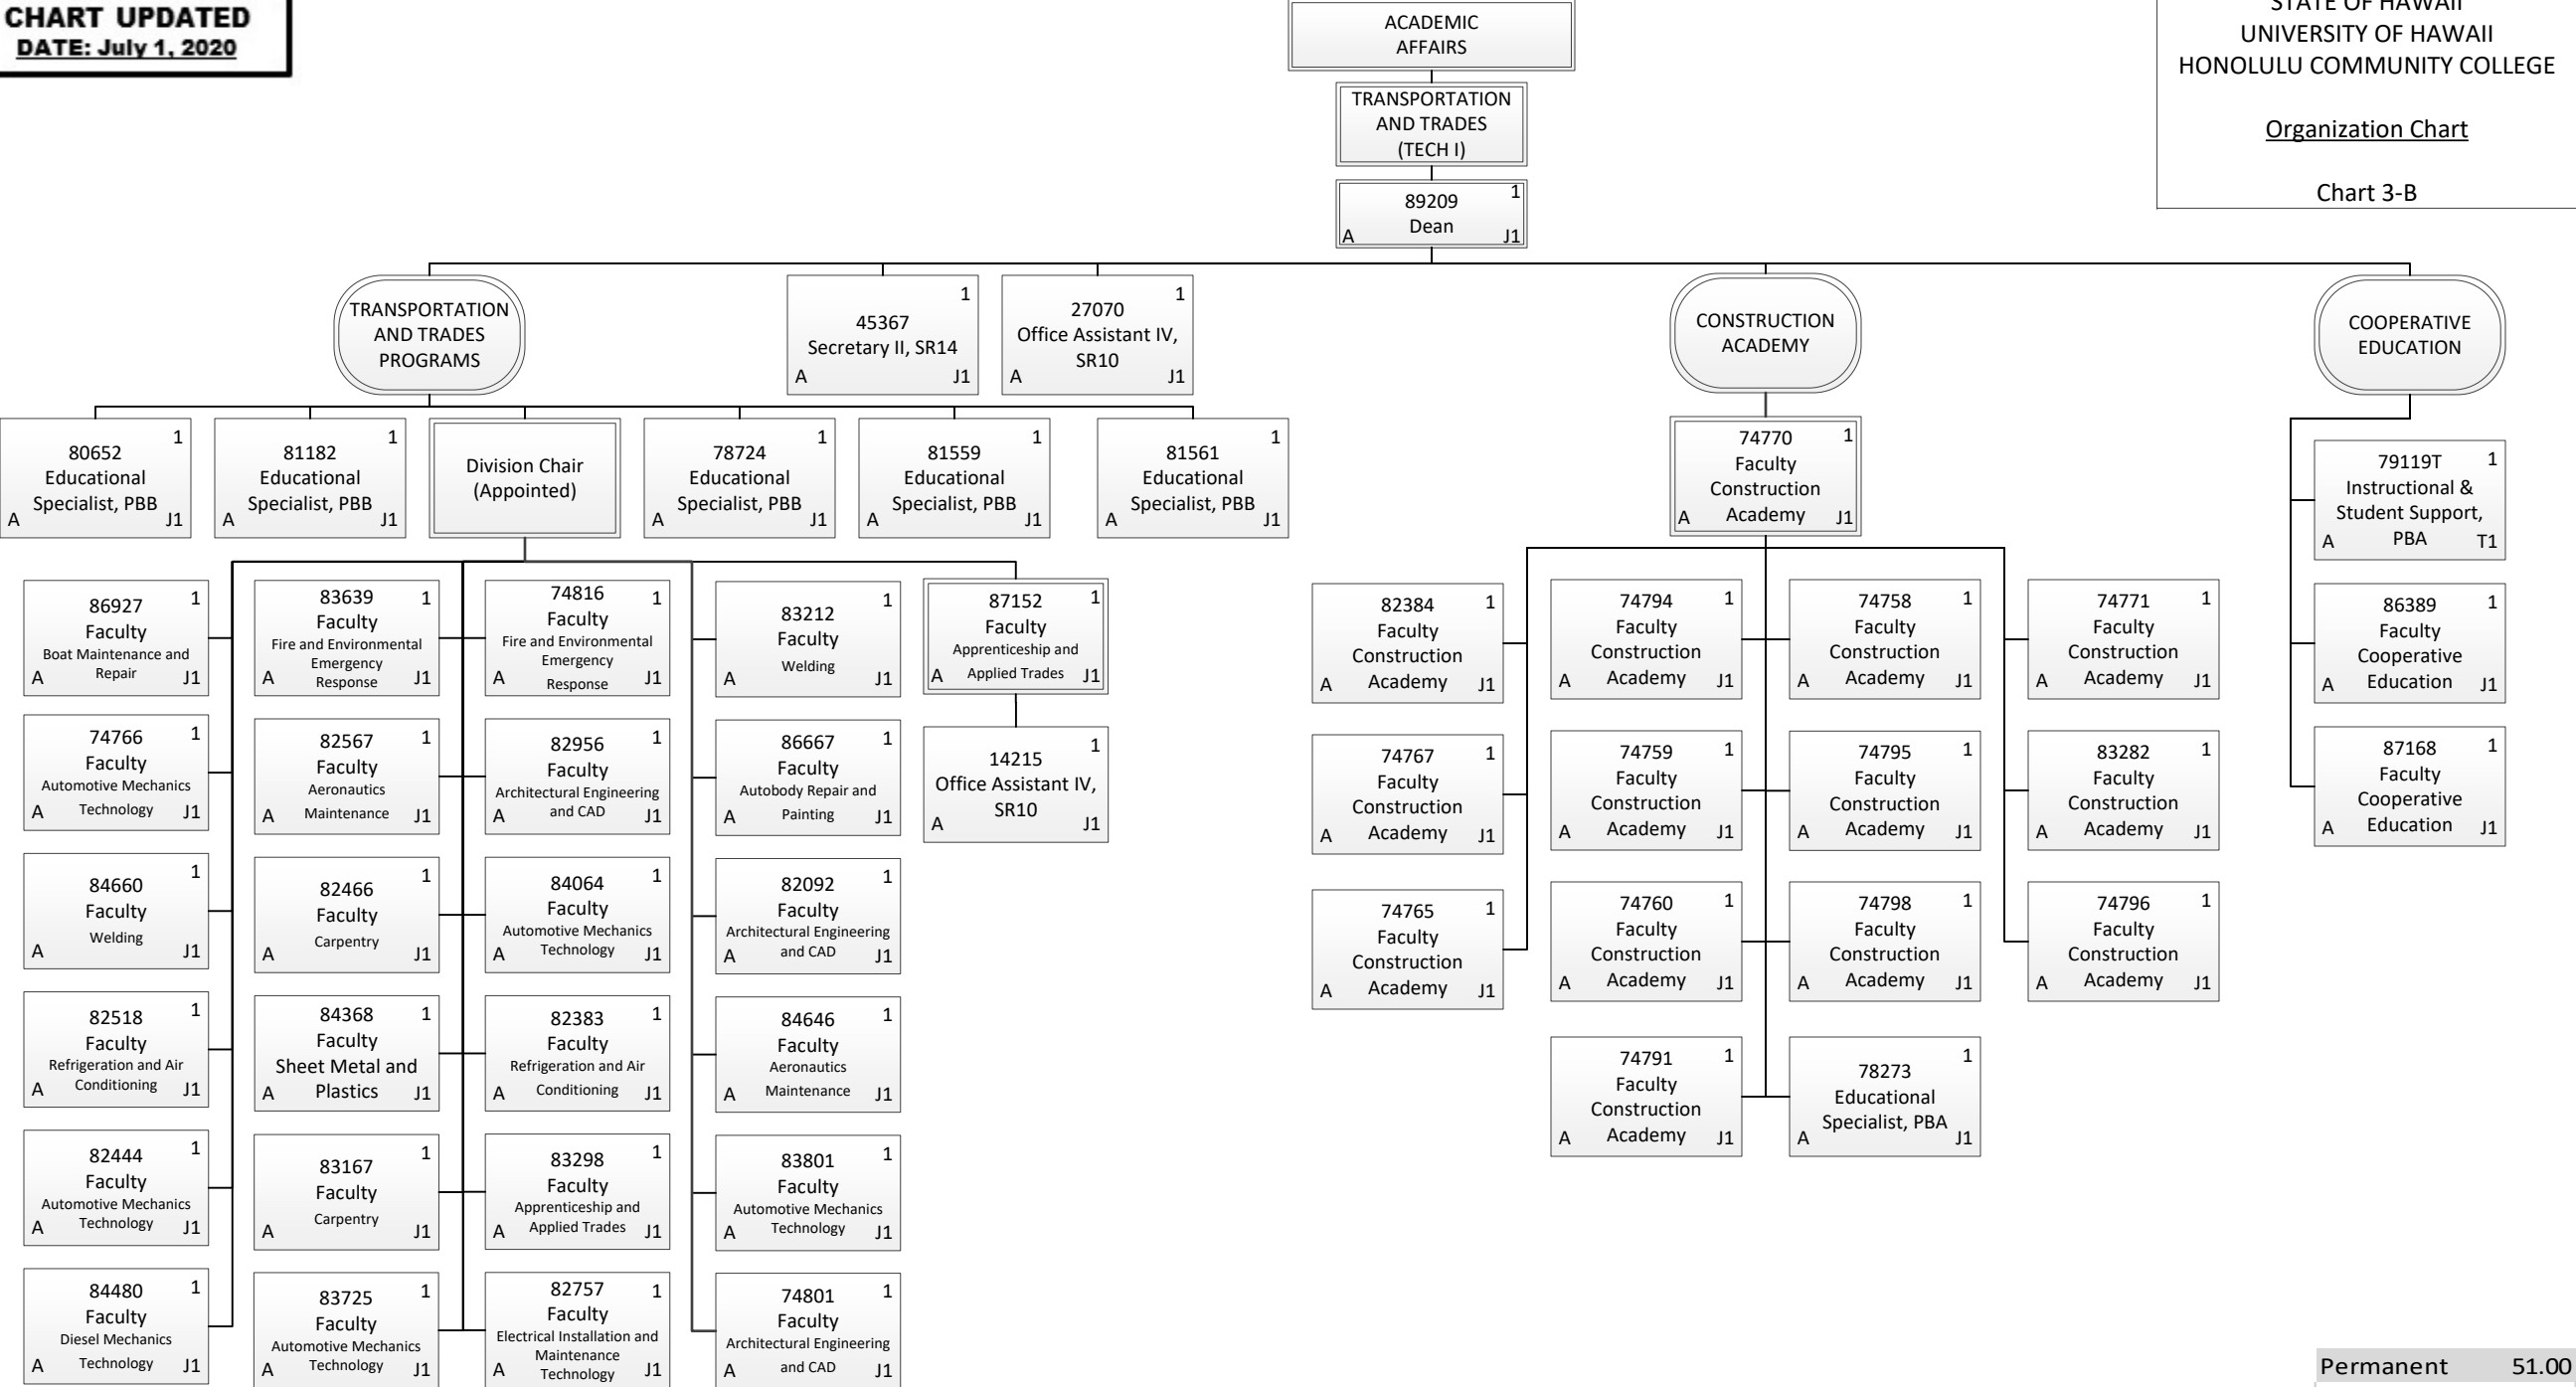 CHART UPDATED
DATE: July 1, 2020
STATE OF HAWAII
UNIVERSITY OF HAWAII
HONOLULU COMMUNITY COLLEGE
Organization Chart
Chart 3-B
ACADEMIC
AFFAIRS
TRANSPORTATION
AND TRADES
(TECH I)
1
89209
Dean
A J1
TRANSPORTATION
AND TRADES
PROGRAMS
1
45367
Secretary II, SR14
A J1
1
27070
Office Assistant IV,
SR10
A J1
CONSTRUCTION
ACADEMY
COOPERATIVE
EDUCATION
1
80652
Educational
Specialist, PBB
A J1
1
81182
Educational
Specialist, PBB
A J1
Division Chair
(Appointed)
1
78724
Educational
Specialist, PBB
A J1
1
81559
Educational
Specialist, PBB
A J1
1
81561
Educational
Specialist, PBB
A J1
74770 1
Faculty
Construction
A Academy J1
79119T 1
Instructional &
Student Support,
A PBA T1
86927 1
Faculty
Boat Maintenance and
A Repair J1
83639 1
Faculty
Fire and Environmental
Emergency
A Response J1
74816 1
Faculty
Fire and Environmental
Emergency
A Response J1
83212 1
Faculty
Welding
A J1
87152 1
Faculty
Apprenticeship and
A Applied Trades J1
82384 1
Faculty
Construction
A Academy J1
74794 1
Faculty
Construction
A Academy J1
74758 1
Faculty
Construction
A Academy J1
74771 1
Faculty
Construction
A Academy J1
86389 1
Faculty
Cooperative
A Education J1
74766 1
Faculty
Automotive Mechanics
A Technology J1
82567 1
Faculty
Aeronautics
A Maintenance J1
82956 1
Faculty
Architectural Engineering
A and CAD J1
86667 1
Faculty
Autobody Repair and
A Painting J1
1
14215
Office Assistant IV,
SR10
A J1
74767 1
Faculty
Construction
A Academy J1
74759 1
Faculty
Construction
A Academy J1
74795 1
Faculty
Construction
A Academy J1
83282 1
Faculty
Construction
A Academy J1
87168 1
Faculty
Cooperative
A Education J1
84660 1
Faculty
Welding
A J1
82466 1
Faculty
Carpentry
A J1
84064 1
Faculty
Automotive Mechanics
A Technology J1
82092 1
Faculty
Architectural Engineering
A and CAD J1
74765 1
Faculty
Construction
A Academy J1
74760 1
Faculty
Construction
A Academy J1
74798 1
Faculty
Construction
A Academy J1
74796 1
Faculty
Construction
A Academy J1
82518 1
Faculty
Refrigeration and Air
A Conditioning J1
84368 1
Faculty
Sheet Metal and
A Plastics J1
82383 1
Faculty
Refrigeration and Air
A Conditioning J1
84646 1
Faculty
Aeronautics
A Maintenance J1
74791 1
Faculty
Construction
A Academy J1
78273 1
Educational
Specialist, PBA
A J1
82444 1
Faculty
Automotive Mechanics
A Technology J1
83167 1
Faculty
Carpentry
A J1
83298 1
Faculty
Apprenticeship and
A Applied Trades J1
83801 1
Faculty
Automotive Mechanics
A Technology J1
84480 1
Faculty
Diesel Mechanics
A Technology J1
83725 1
Faculty
Automotive Mechanics
A Technology J1
82757 1
Faculty
Electrical Installation and
Maintenance
A Technology J1
74801 1
Faculty
Architectural Engineering
A and CAD J1
Permanent 51.00